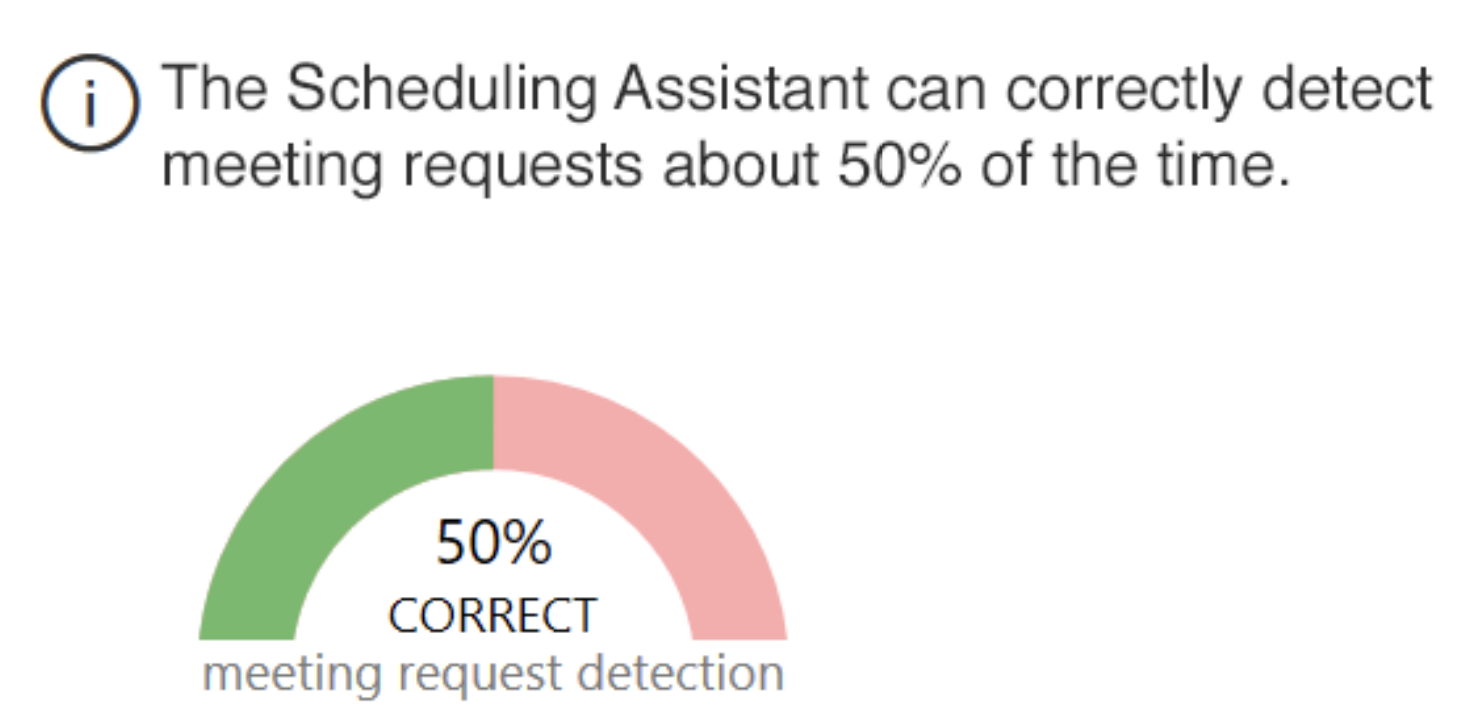 i The Scheduling Assistant can correctly detect
meeting requests about 50% of the time.
50%
CORRECT
meeting request detection